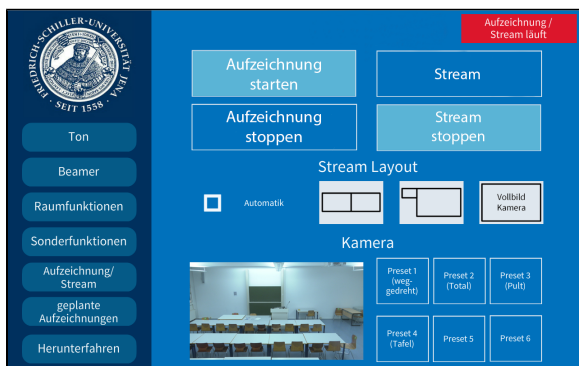 FRIEDRICH-SCHILLER-UNIVERSITÄT JENA
· SEIT 1558 ·
Ton
Beamer
Raumfunktionen
Sonderfunktionen
Aufzeichnung/
Stream
geplante
Aufzeichnungen
Herunterfahren
Aufzeichnung /
Stream läuft
Aufzeichnung
starten
Stream
Aufzeichnung
stoppen
Stream
stoppen
Stream Layout
Automatik
Vollbild
Kamera
Kamera
Preset 1
(weg-
gedreht)
Preset 2
(Total)
Preset 3
(Pult)
Preset 4
(Tafel)
Preset 5
Preset 6